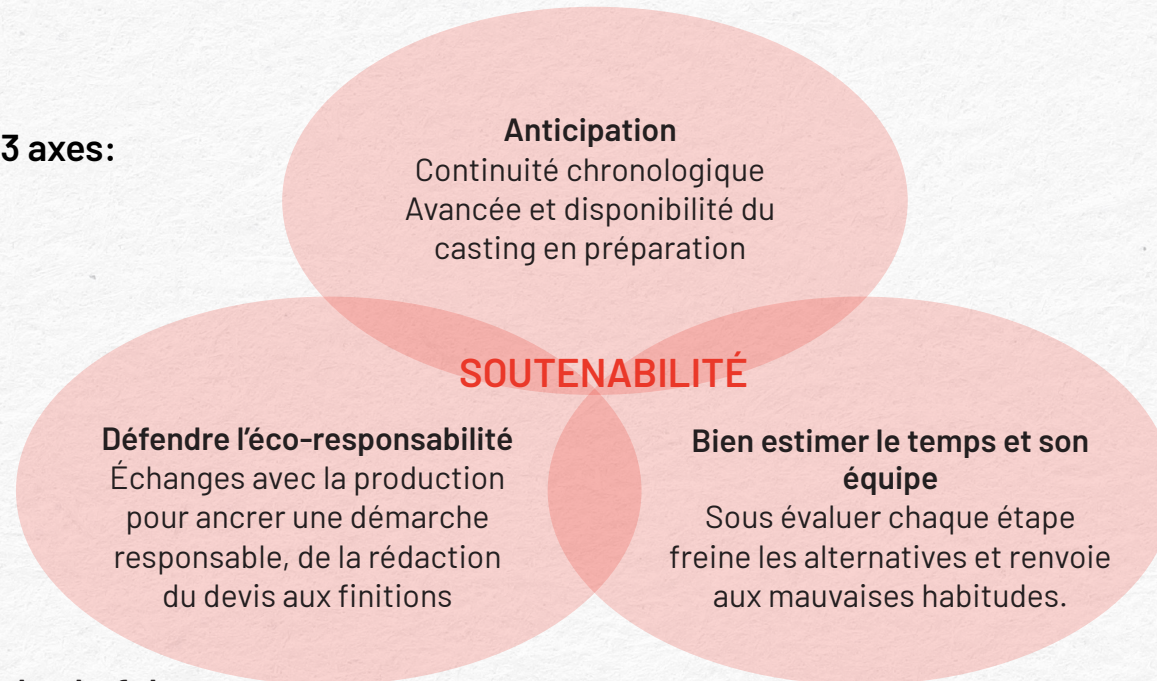 3 axes:
Anticipation
Continuité chronologique
Avancée et disponibilité du
casting en préparation
SOUTENABILITÉ
Défendre l'éco-responsabilité
Échanges avec la production
pour ancrer une démarche
responsable, de la rédaction
du devis aux finitions
Bien estimer le temps et son
équipe
Sous évaluer chaque étape
freine les alternatives et renvoie
aux mauvaises habitudes.